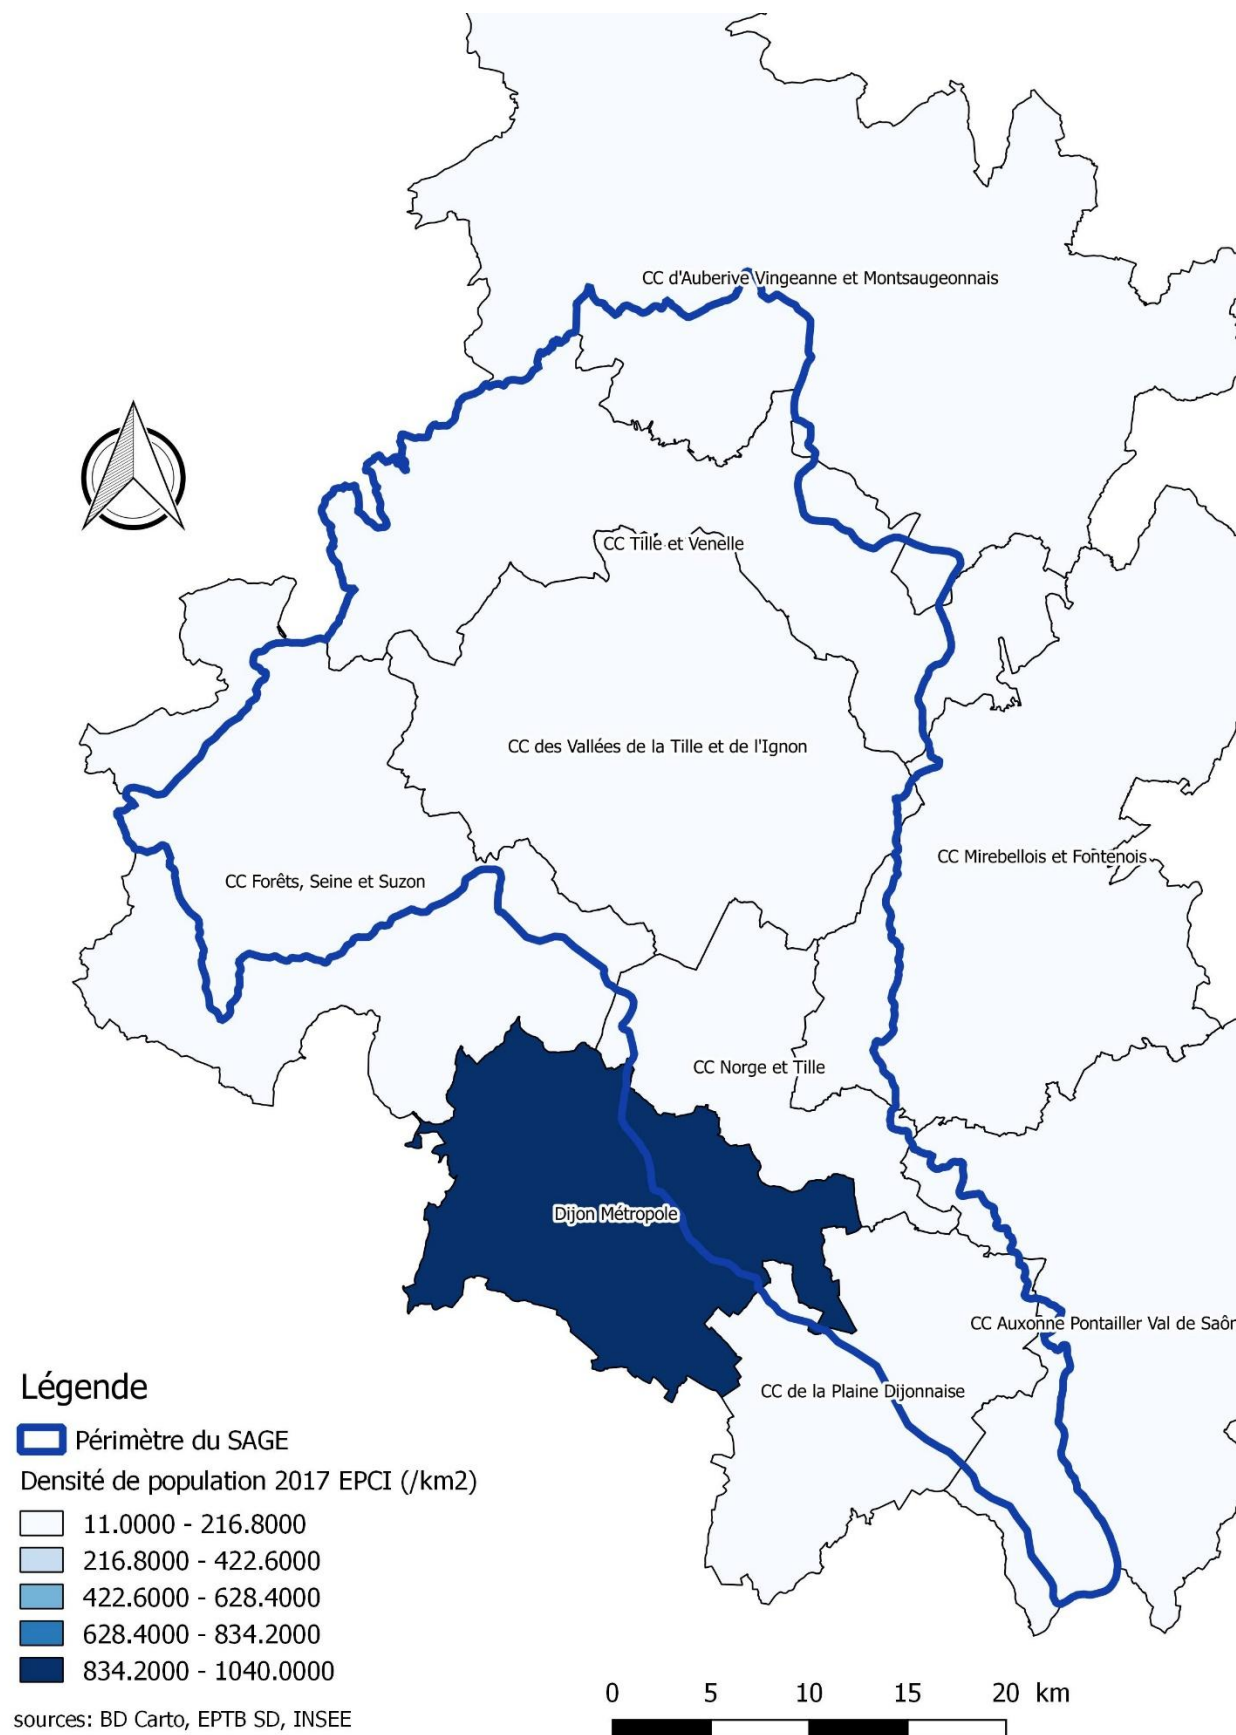 CC d'Auberive Vingeanne et Montsaugeonnais
CC Tille et Venelle
CC des Vallées de la Tille et de l'Ignon
CC Mirebellois et Fontenois
CC Forêts, Seine et Suzon
CC Norge et Tille
Dijon Métropole
CC Auxonne Pontailler Val de Saôn
CC de la Plaine Dijonnaise
Légende
Périmètre du SAGE
Densité de population 2017 EPCI (/km2)
11.0000 - 216.8000
216.8000 - 422.6000
422.6000 - 628.4000
628.4000 - 834.2000
834.2000 - 1040.0000
sources: BD Carto, EPTB SD, INSEE
0 5 10 15 20 km